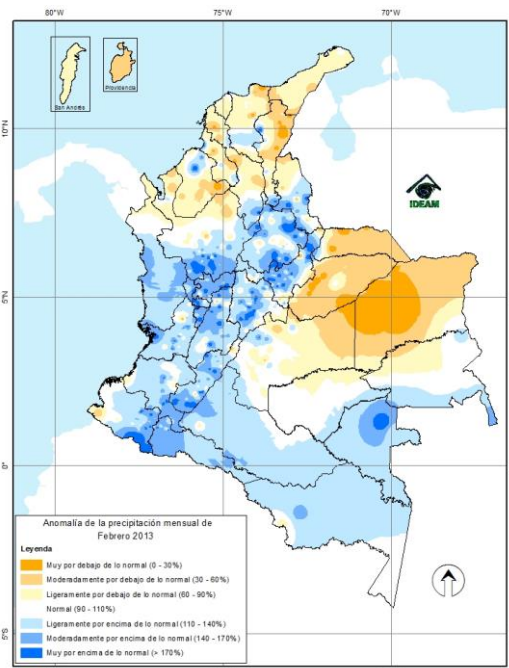 80°W 75°W 70°W
San Andrés
Providencia
10°N
IDEAM
5°N
0°
5°S
Anomalía de la precipitación mensual de
Febrero 2013
Leyenda
Muy por debajo de lo normal (0 - 30%)
Moderadamente por debajo de lo normal (30 - 60%)
Ligeramente por debajo de lo normal (60 - 90%)
Normal (90 - 110%)
Ligeramente por encima de lo normal (110 - 140%)
Moderadamente por encima de lo normal (140 - 170%)
Muy por encima de lo normal (> 170%)